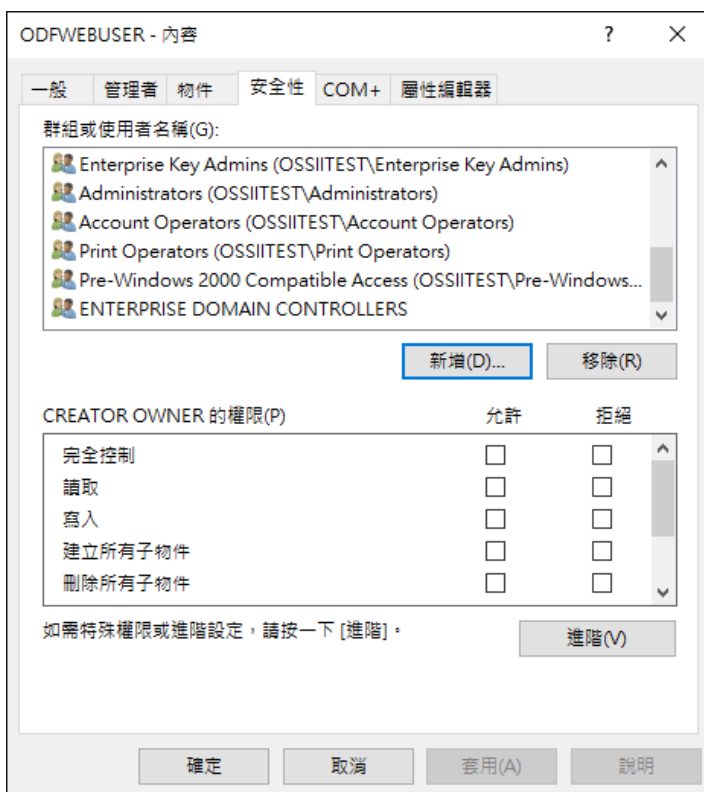 ODFWEBUSER - 內容
一般 管理者 物件 安全性 COM+ 屬性編輯器
群組或使用者名稱(G):
Enterprise Key Admins (OSSIITEST\Enterprise Key Admins)
Administrators (OSSIITEST\Administrators)
Account Operators (OSSIITEST\Account Operators)
Print Operators (OSSIITEST\Print Operators)
Pre-Windows 2000 Compatible Access (OSSIITEST\Pre-Windows...
ENTERPRISE DOMAIN CONTROLLERS
新增(D)... 移除(R)
CREATOR OWNER 的權限(P) 允許 拒絕
完全控制
讀取
寫入
建立所有子物件
刪除所有子物件
如需特殊權限或進階設定，請按一下 [進階]。 進階(V)
確定 取消 套用(A) 說明